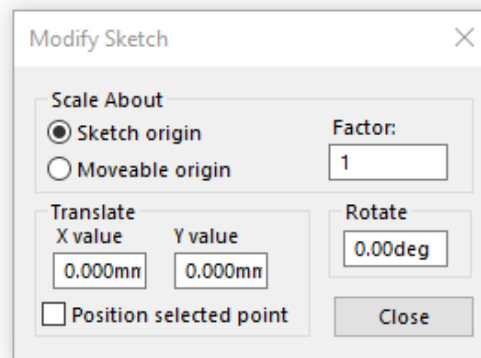 Modify Sketch
Scale About
Sketch origin
Factor:
Moveable origin
1
Translate
Rotate
X value
Y value
0.00deg
0.000mm
0.000mm
Position selected point
Close